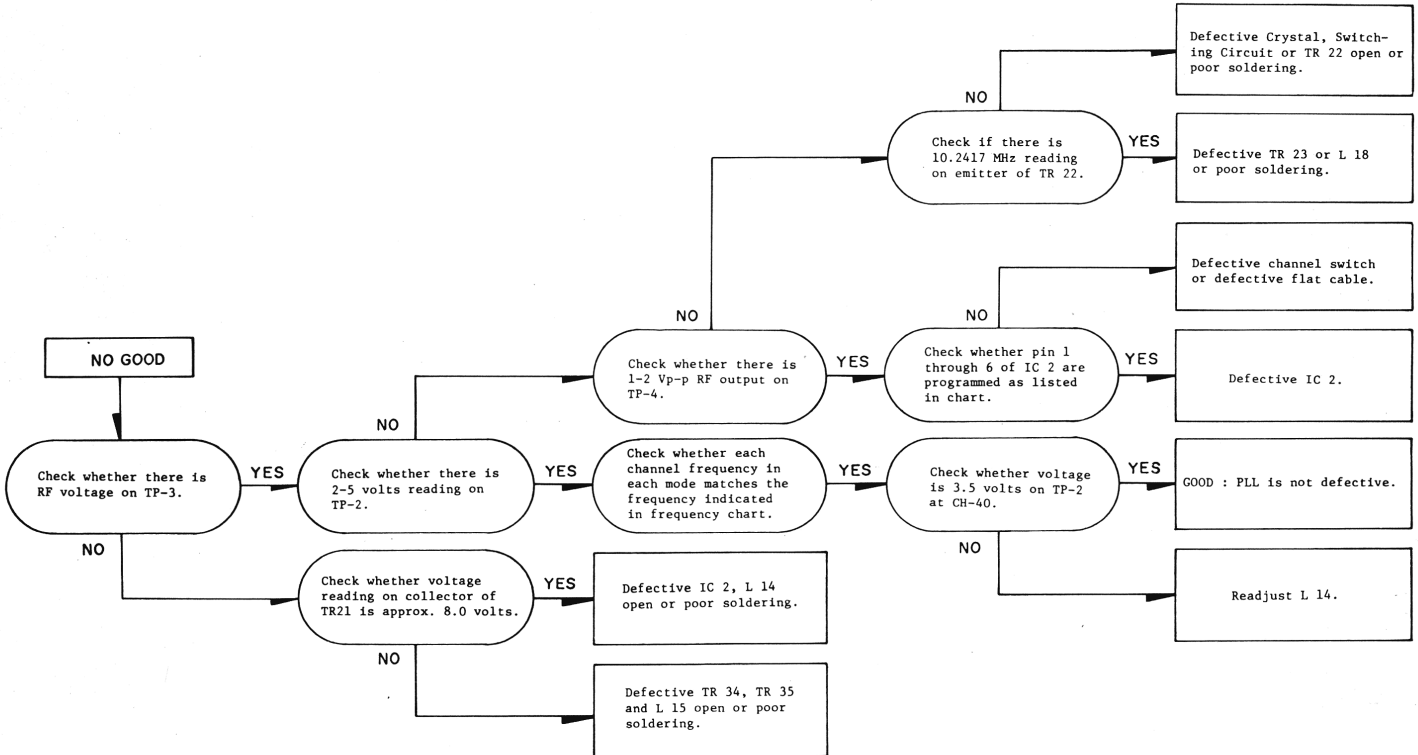 NO GOOD
Check whether there is
RF voltage on TP-3.
YES
NO
Check whether there is
2-5 volts reading on
TP-2.
NO
YES
Check whether voltage
reading on collector of
TR21 is approx. 8.0 volts.
YES
NO
Defective IC 2, L 14
open or poor soldering.
Defective TR 34, TR 35
and L 15 open or poor
soldering.
Check whether there is
1-2 Vp-p RF output on
TP-4.
NO
YES
Check whether each
channel frequency in
each mode matches the
frequency indicated
in frequency chart.
YES
Check if there is
10.2417 MHz reading
on emitter of TR 22.
NO
YES
Defective Crystal, Switch-
ing Circuit or TR 22 open or
poor soldering.
Defective TR 23 or L 18
or poor soldering.
Check whether pin 1
through 6 of IC 2 are
programmed as listed
in chart.
NO
YES
Defective channel switch
or defective flat cable.
Defective IC 2.
Check whether voltage
is 3.5 volts on TP-2
at CH-40.
YES
NO
GOOD : PLL is not defective.
Readjust L 14.